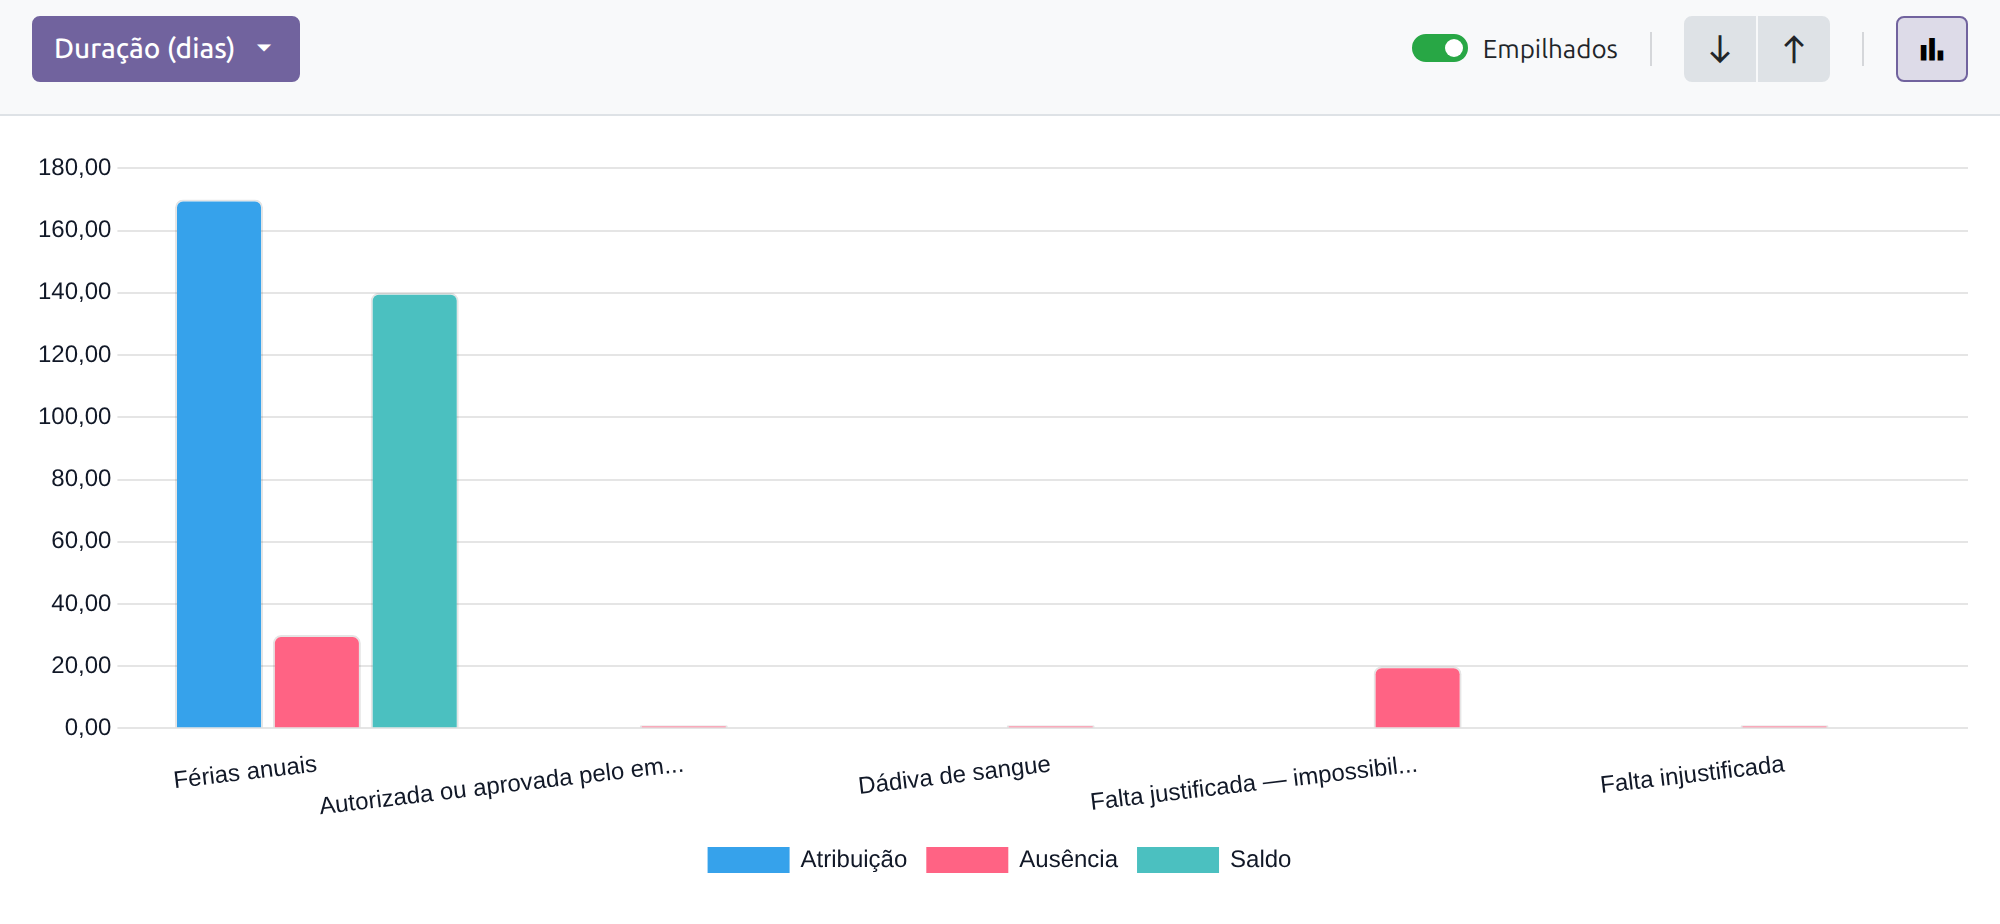 Duração (dias)
Empilhados
180,00
160,00
140,00
120,00
100,00
80,00
60,00
40,00
20,00
0,00
Férias anuais
Autorizada ou aprovada pelo em...
Dádiva de sangue
Falta justificada — impossibil...
Falta injustificada
Atribuição
Ausência
Saldo